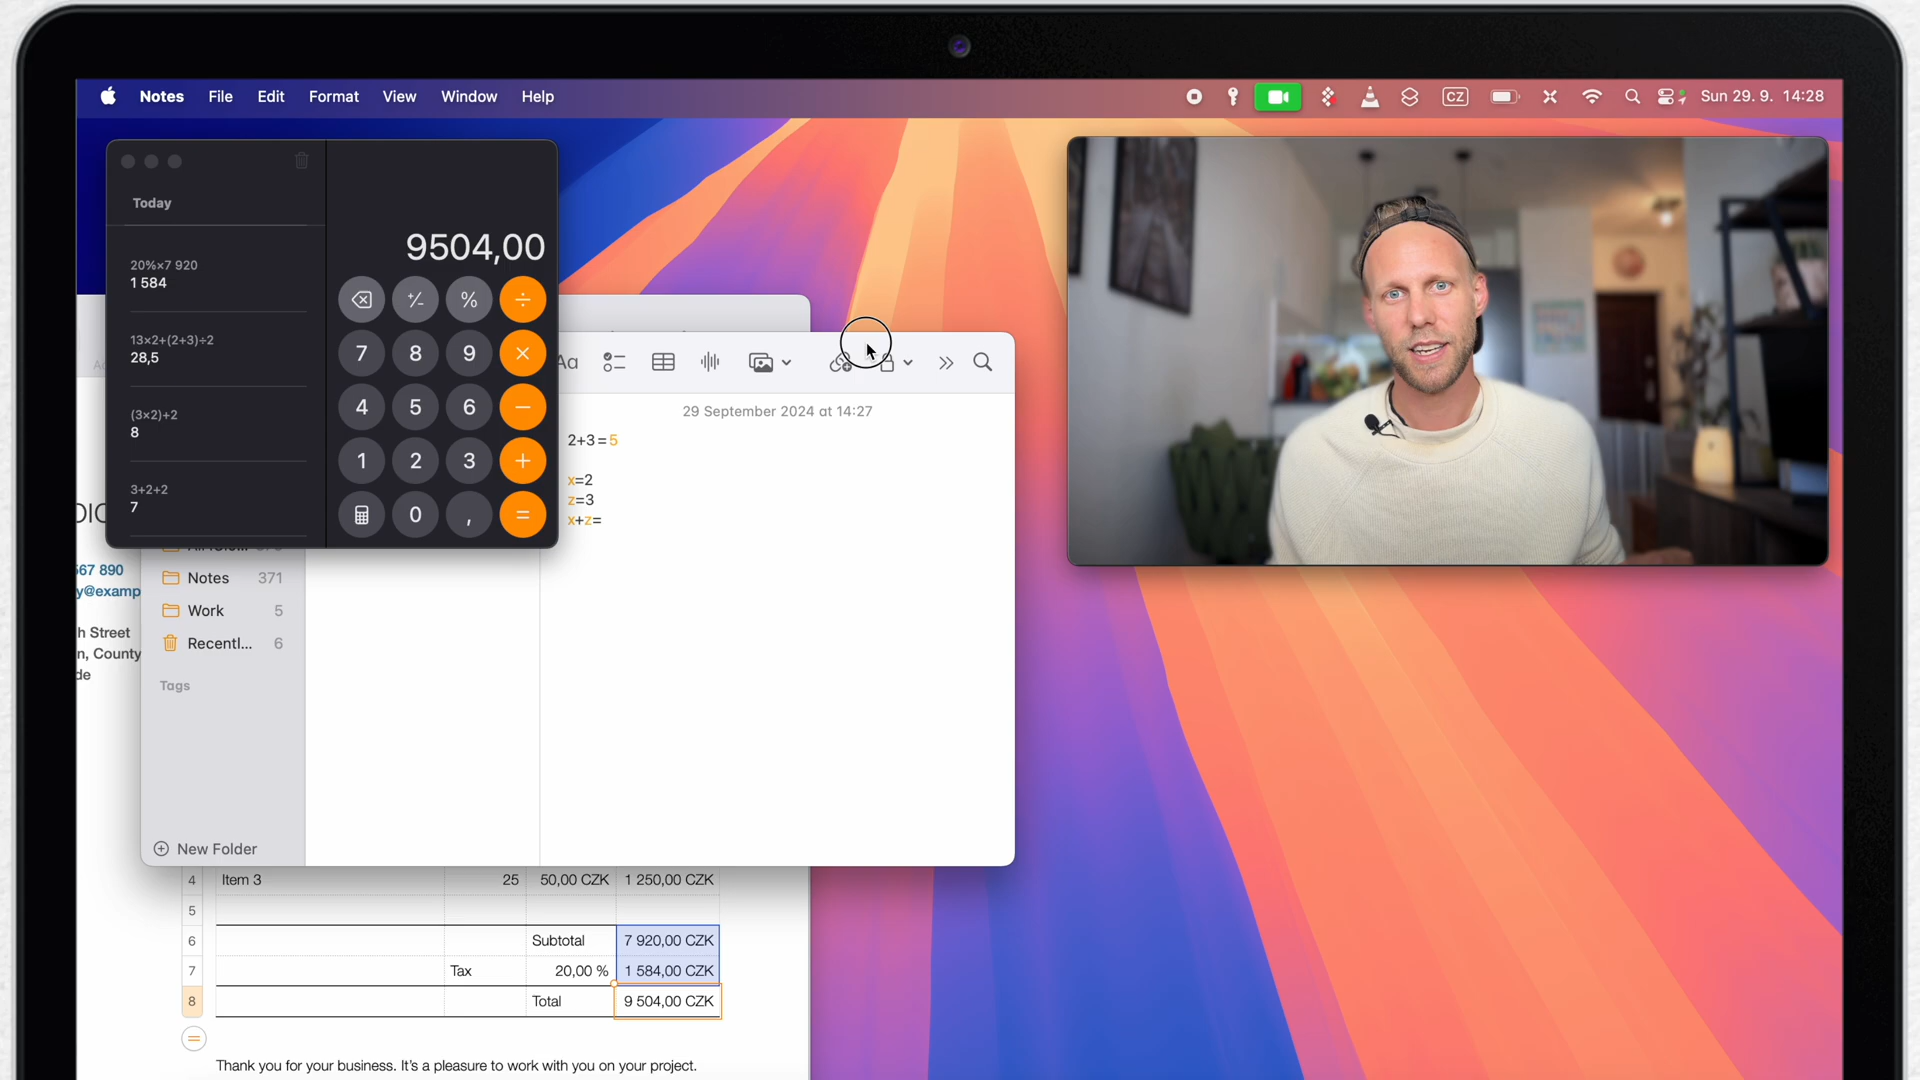 Notes File Edit Format View Window Help CZ Sun 29. 9. 14:28
Today
20%×7 920
1 584
13×2+(2+3)÷2
28,5
(3×2)+2
8
3+2+2
7
9504,00
+/- % ÷
7 8 9 ×
4 5 6 −
1 2 3 +
0 , =
Aa
29 September 2024 at 14:27
2+3=5
x=2
z=3
x+z=
Notes 371
Work 5
Recentl... 6
Tags
New Folder
67 890
y@examp
h Street
n, County
de
4 Item 3 25 50,00 CZK 1 250,00 CZK
5
6 Subtotal 7 920,00 CZK
7 Tax 20,00 % 1 584,00 CZK
8 Total 9 504,00 CZK
=
Thank you for your business. It's a pleasure to work with you on your project.